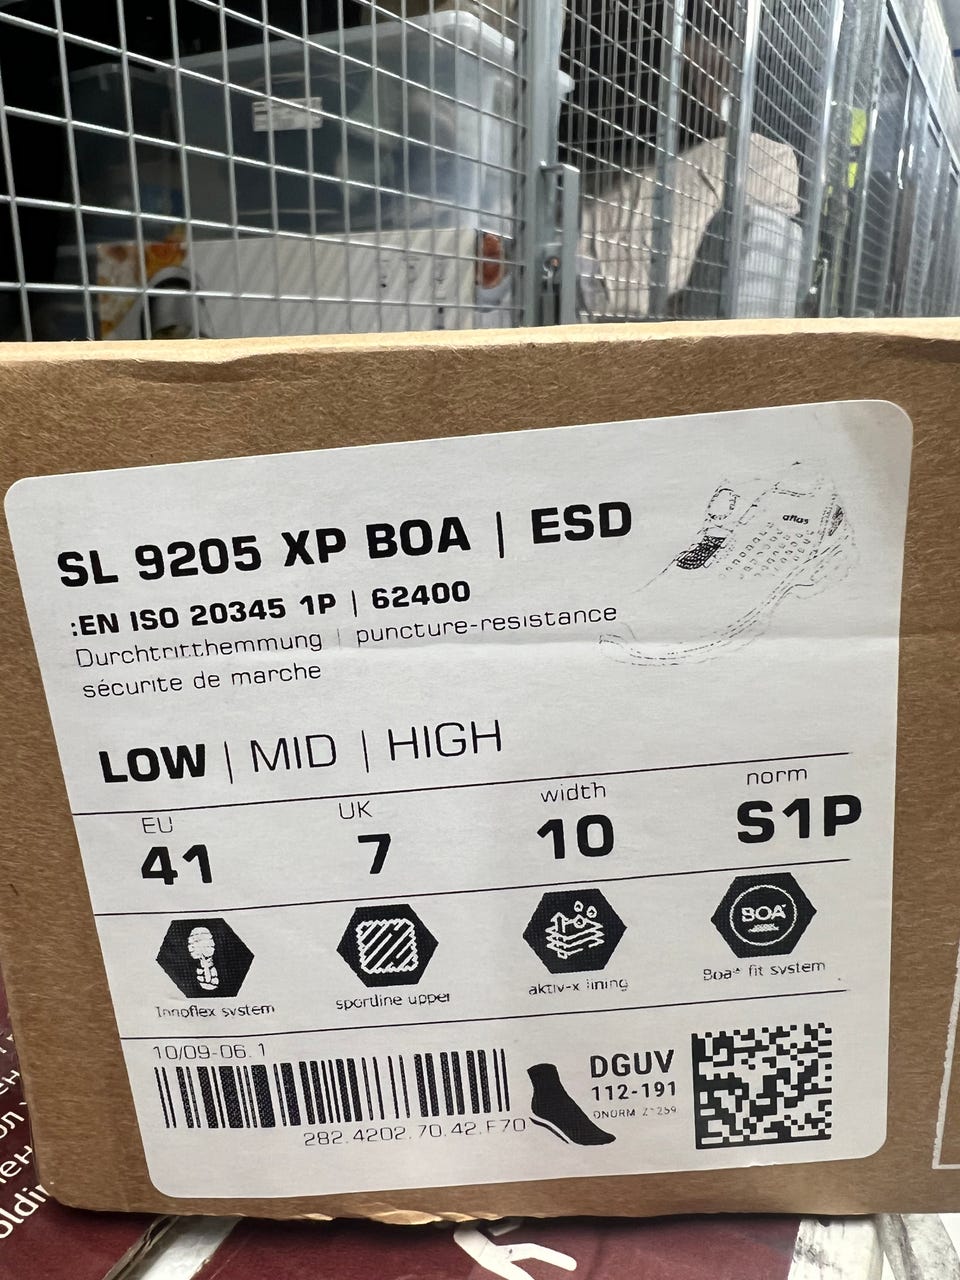 SL 9205 XP BOA | ESD
atlas
:EN ISO 20345 1P | 62400
Durchtritthemmung | puncture-resistance
sécurite de marche
LOW | MID | HIGH
EU UK width norm
41 7 10 S1P
BOA
Innoflex system sportline upper aktiv-x lining Boa fit system
10/09-06.1
DGUV
112-191
282.4202.70.42.F70